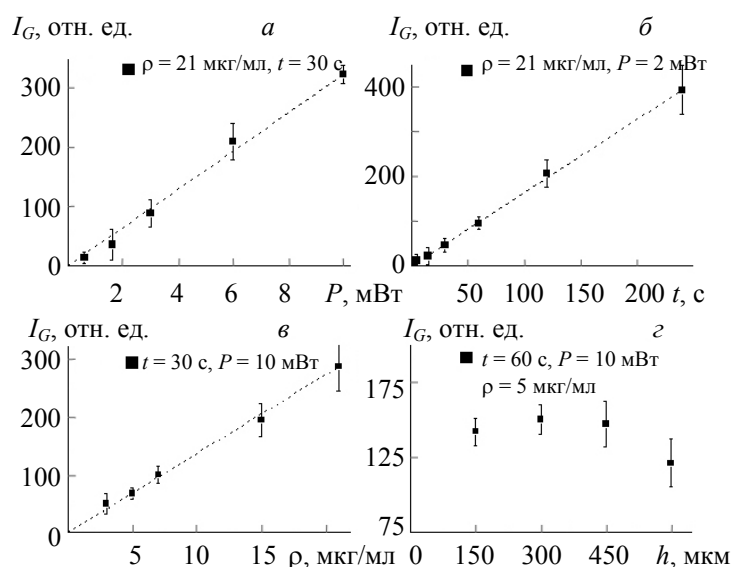 I_G, отн. ед. а
ρ = 21 мкг/мл, t = 30 с
300
200
100
0
2 4 6 8 P, мВт
I_G, отн. ед. б
ρ = 21 мкг/мл, P = 2 мВт
400
200
0
50 100 150 200 t, с
I_G, отн. ед. в
t = 30 с, P = 10 мВт
300
200
100
0
5 10 15 ρ, мкг/мл
I_G, отн. ед. г
t = 60 с, P = 10 мВт
ρ = 5 мкг/мл
175
125
75
0 150 300 450 h, мкм